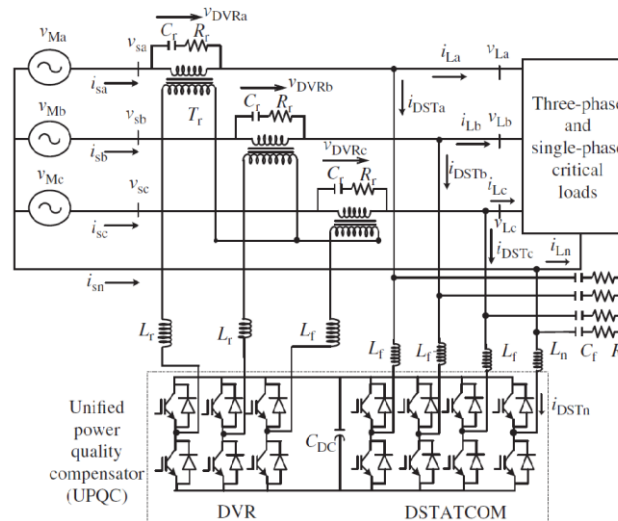 vDVRa
vMa
vsa
Cr
Rr
isa
Tr
iLa
vLa
iDSTa
vDVRb
vMb
vsb
Cr
Rr
isb
iLb
vLb
iDSTb
vDVRc
vMc
vsc
Cr
Rr
isc
iLc
vLc
iDSTc
Three-phase
and
single-phase
critical
loads
isn
iLn
Lr
Lr
Lf
Lf
Lf
Lf
Ln
Cf
R
Unified
power
quality
compensator
(UPQC)
CDC
iDSTn
DVR
DSTATCOM